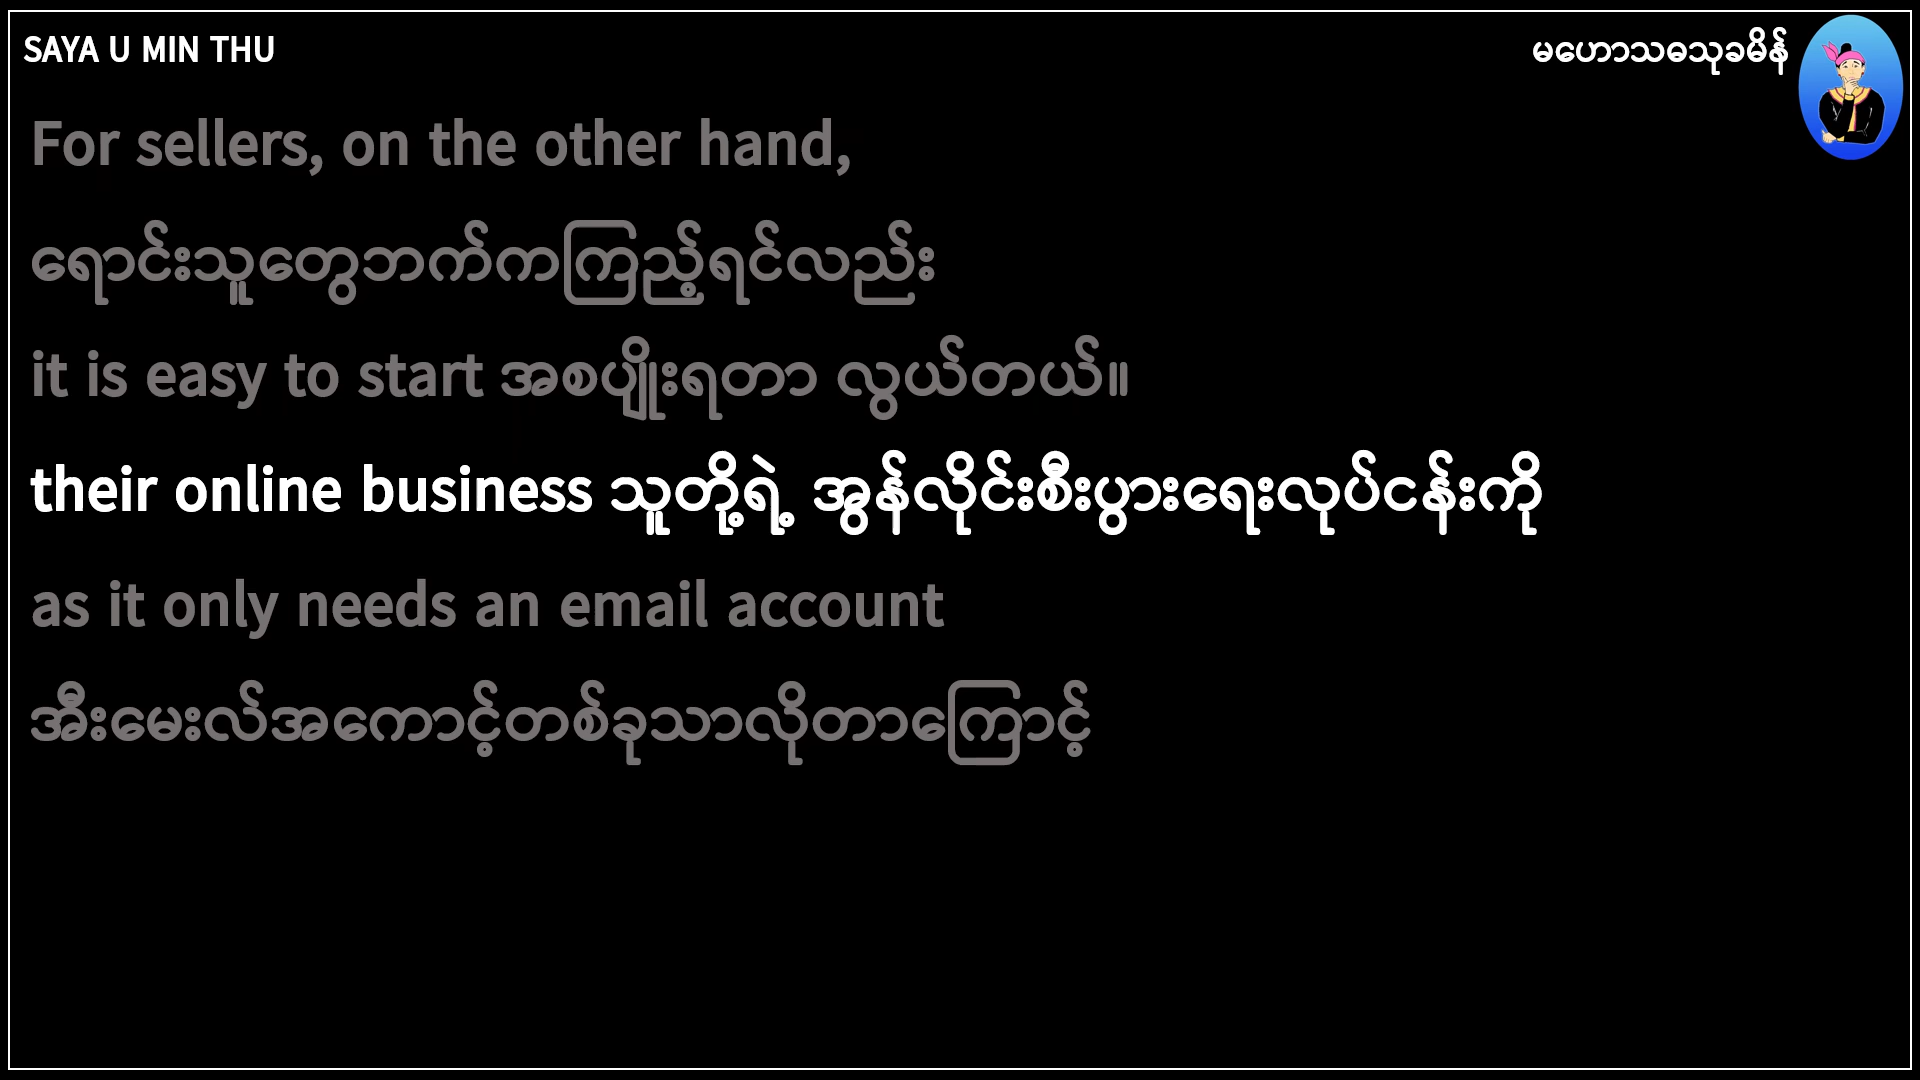 SAYA U MIN THU
မဟောသဓသုခမိန်
For sellers, on the other hand,
ရောင်းသူတွေဘက်ကကြည့်ရင်လည်း
it is easy to start အစပျိုးရတာ လွယ်တယ်။
their online business သူတို့ရဲ့ အွန်လိုင်းစီးပွားရေးလုပ်ငန်းကို
as it only needs an email account
အီးမေးလ်အကောင့်တစ်ခုသာလိုတာကြောင့်